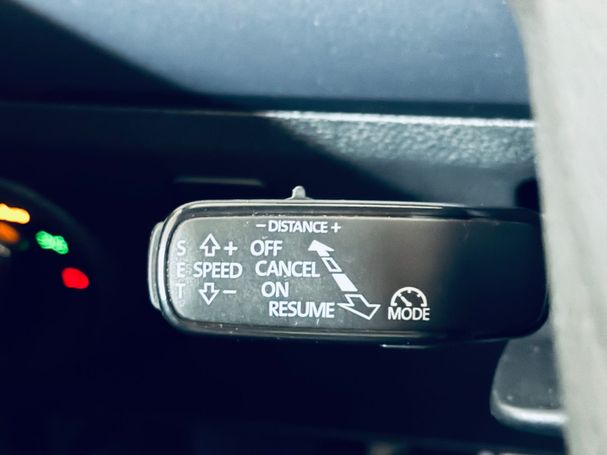 - DISTANCE +
S + OFF
E SPEED CANCEL
T - ON
RESUME
MODE